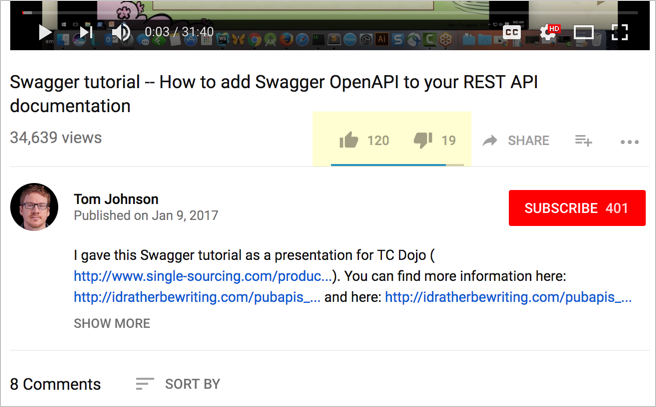 0:03 / 31:40
CC
HD
Swagger tutorial -- How to add Swagger OpenAPI to your REST API
documentation
34,639 views
120
19
SHARE
Tom Johnson
Published on Jan 9, 2017
SUBSCRIBE 401
I gave this Swagger tutorial as a presentation for TC Dojo (
http://www.single-sourcing.com/produc...). You can find more information here:
http://idratherbewriting.com/pubapis_... and here: http://idratherbewriting.com/pubapis_...
SHOW MORE
8 Comments
SORT BY